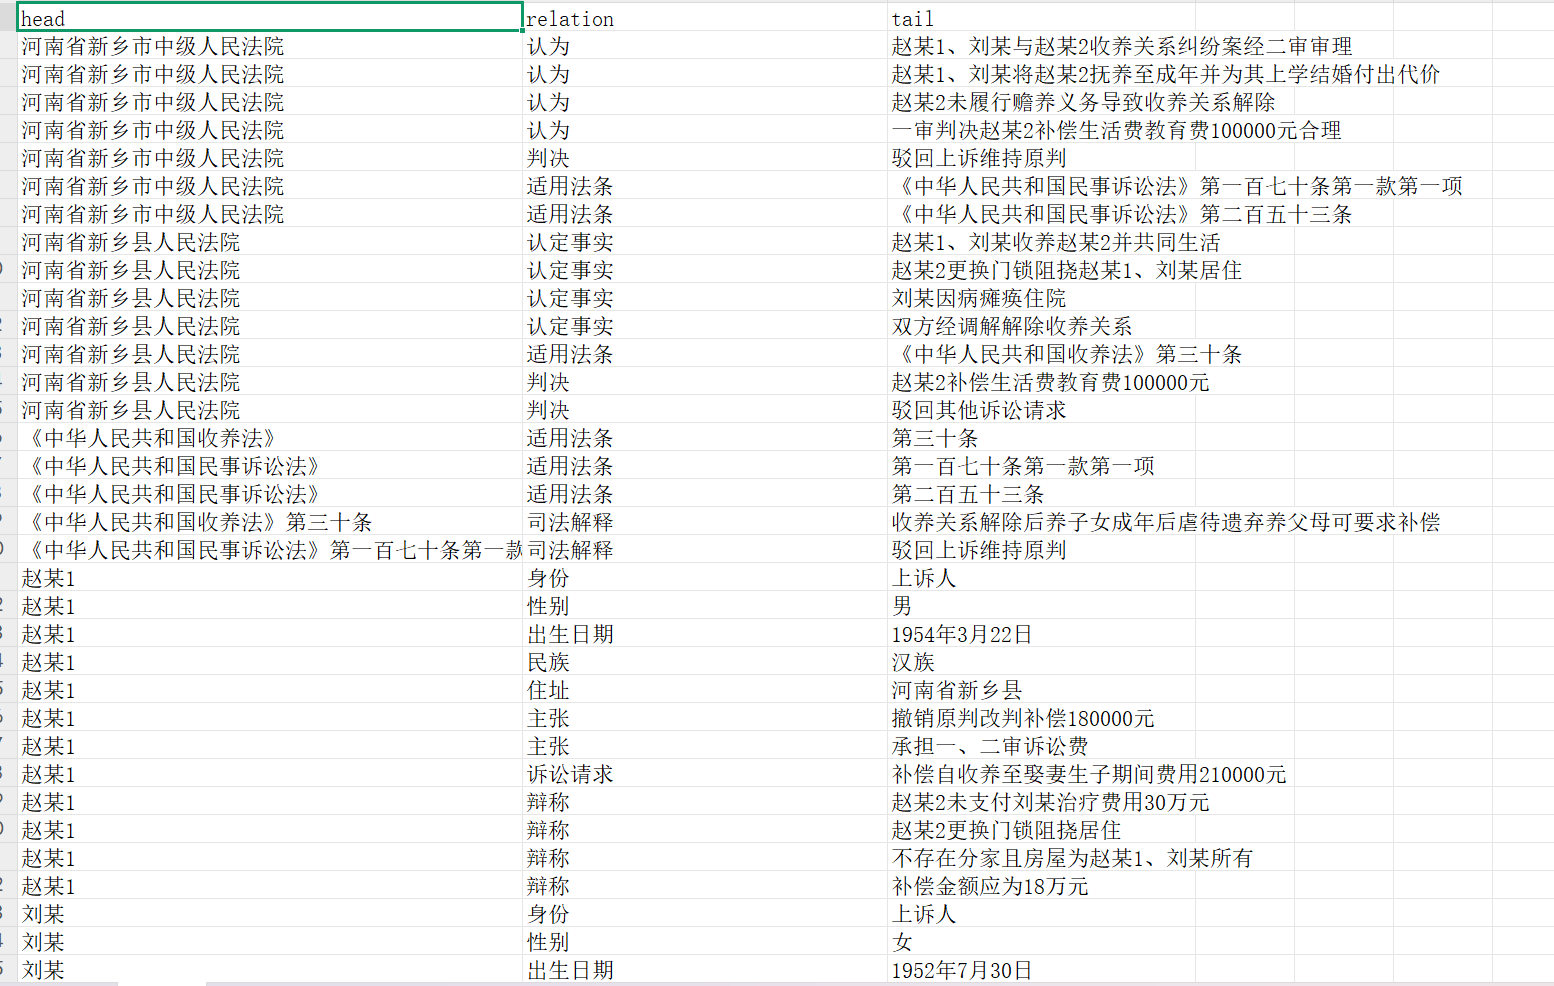 head relation tail
河南省新乡市中级人民法院 认为 赵某1、刘某与赵某2收养关系纠纷案经二审审理
河南省新乡市中级人民法院 认为 赵某1、刘某将赵某2抚养至成年并为其上学结婚付出代价
河南省新乡市中级人民法院 认为 赵某2未履行赡养义务导致收养关系解除
河南省新乡市中级人民法院 认为 一审判决赵某2补偿生活费教育费100000元合理
河南省新乡市中级人民法院 判决 驳回上诉维持原判
河南省新乡市中级人民法院 适用法条 《中华人民共和国民事诉讼法》第一百七十条第一款第一项
河南省新乡市中级人民法院 适用法条 《中华人民共和国民事诉讼法》第二百五十三条
河南省新乡县人民法院 认定事实 赵某1、刘某收养赵某2并共同生活
河南省新乡县人民法院 认定事实 赵某2更换门锁阻挠赵某1、刘某居住
河南省新乡县人民法院 认定事实 刘某因病瘫痪住院
河南省新乡县人民法院 认定事实 双方经调解解除收养关系
河南省新乡县人民法院 适用法条 《中华人民共和国收养法》第三十条
河南省新乡县人民法院 判决 赵某2补偿生活费教育费100000元
河南省新乡县人民法院 判决 驳回其他诉讼请求
《中华人民共和国收养法》 适用法条 第三十条
《中华人民共和国民事诉讼法》 适用法条 第一百七十条第一款第一项
《中华人民共和国民事诉讼法》 适用法条 第二百五十三条
《中华人民共和国收养法》第三十条 司法解释 收养关系解除后养子女成年后虐待遗弃养父母可要求补偿
《中华人民共和国民事诉讼法》第一百七十条第一款 司法解释 驳回上诉维持原判
赵某1 身份 上诉人
赵某1 性别 男
赵某1 出生日期 1954年3月22日
赵某1 民族 汉族
赵某1 住址 河南省新乡县
赵某1 主张 撤销原判改判补偿180000元
赵某1 主张 承担一、二审诉讼费
赵某1 诉讼请求 补偿自收养至娶妻生子期间费用210000元
赵某1 辩称 赵某2未支付刘某治疗费用30万元
赵某1 辩称 赵某2更换门锁阻挠居住
赵某1 辩称 不存在分家且房屋为赵某1、刘某所有
赵某1 辩称 补偿金额应为18万元
刘某 身份 上诉人
刘某 性别 女
刘某 出生日期 1952年7月30日